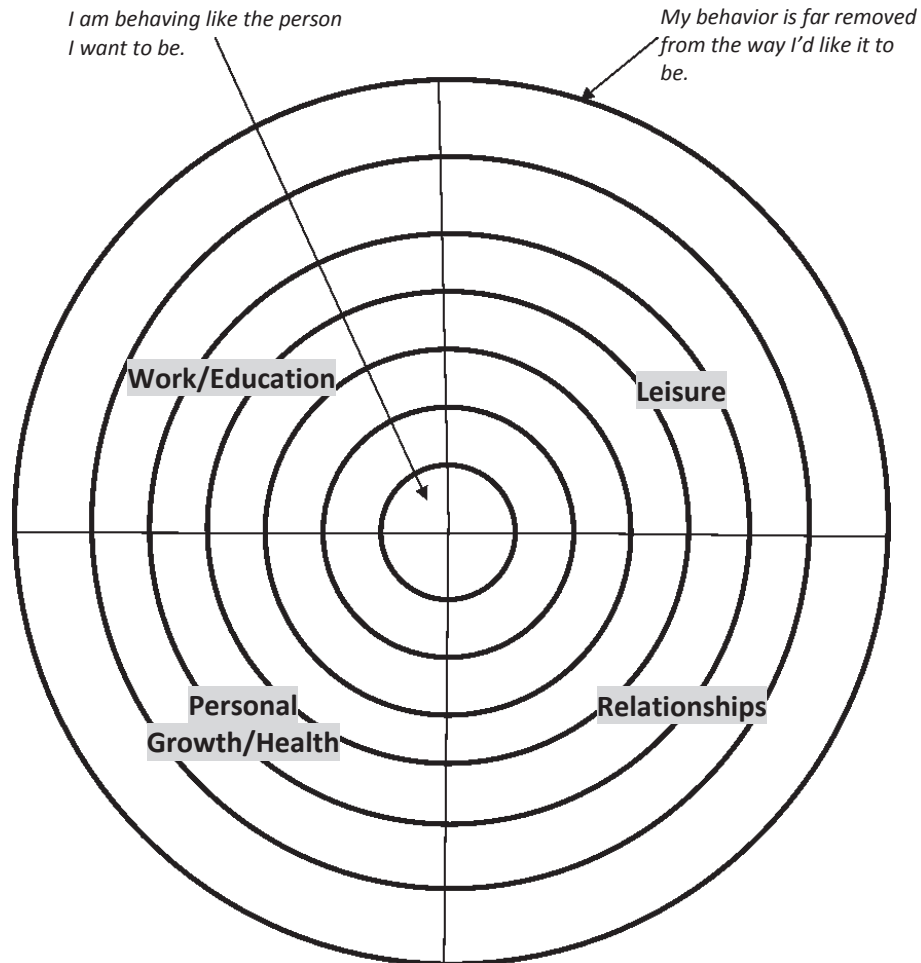 I am behaving like the person
I want to be.
My behavior is far removed
from the way I’d like it to
be.
Work/Education
Leisure
Personal
Growth/Health
Relationships